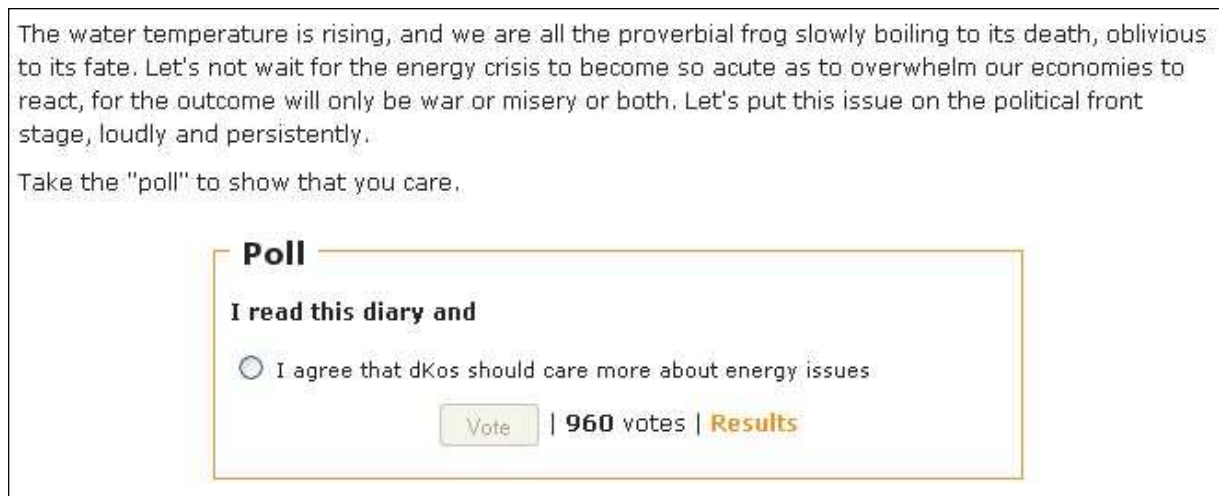 The water temperature is rising, and we are all the proverbial frog slowly boiling to its death, oblivious
to its fate. Let's not wait for the energy crisis to become so acute as to overwhelm our economies to
react, for the outcome will only be war or misery or both. Let's put this issue on the political front
stage, loudly and persistently.
Take the "poll" to show that you care.
Poll
I read this diary and
I agree that dKos should care more about energy issues
Vote | 960 votes | Results